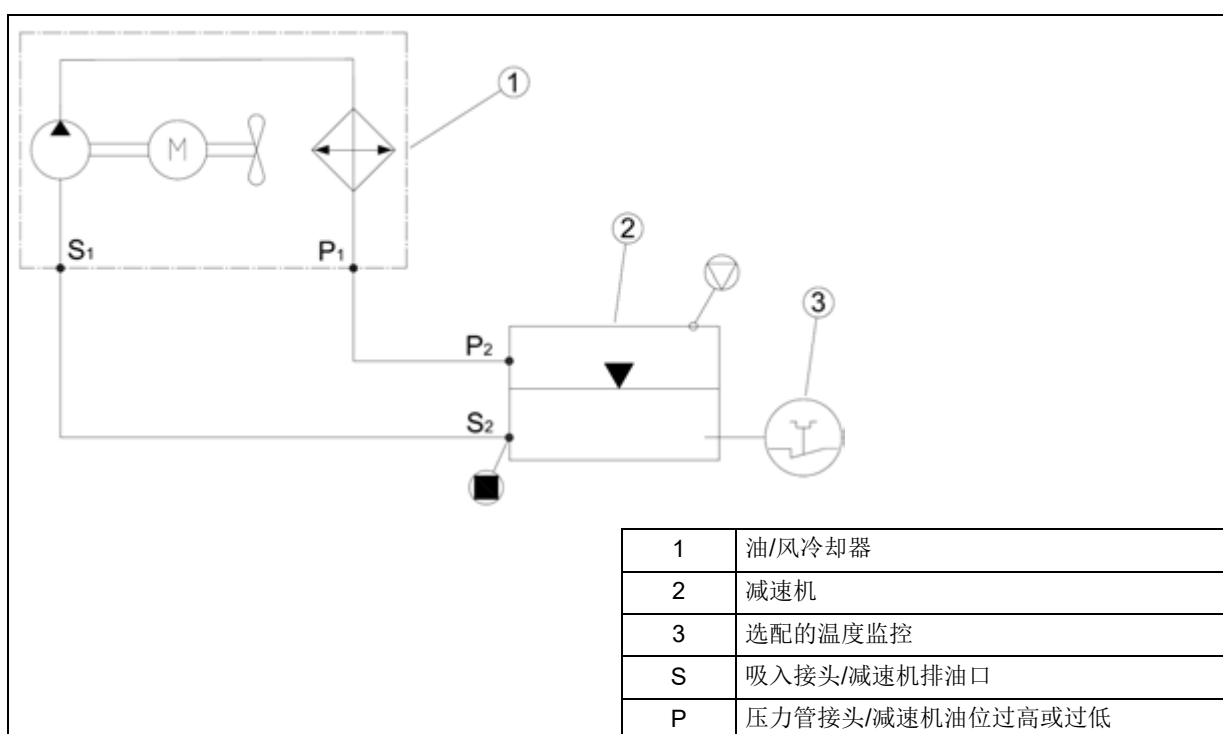 1
M
S₁
P₁
2
3
P₂
S₂
1 油/风冷却器
2 减速机
3 选配的温度监控
S 吸入接头/减速机排油口
P 压力管接头/减速机油位过高或过低